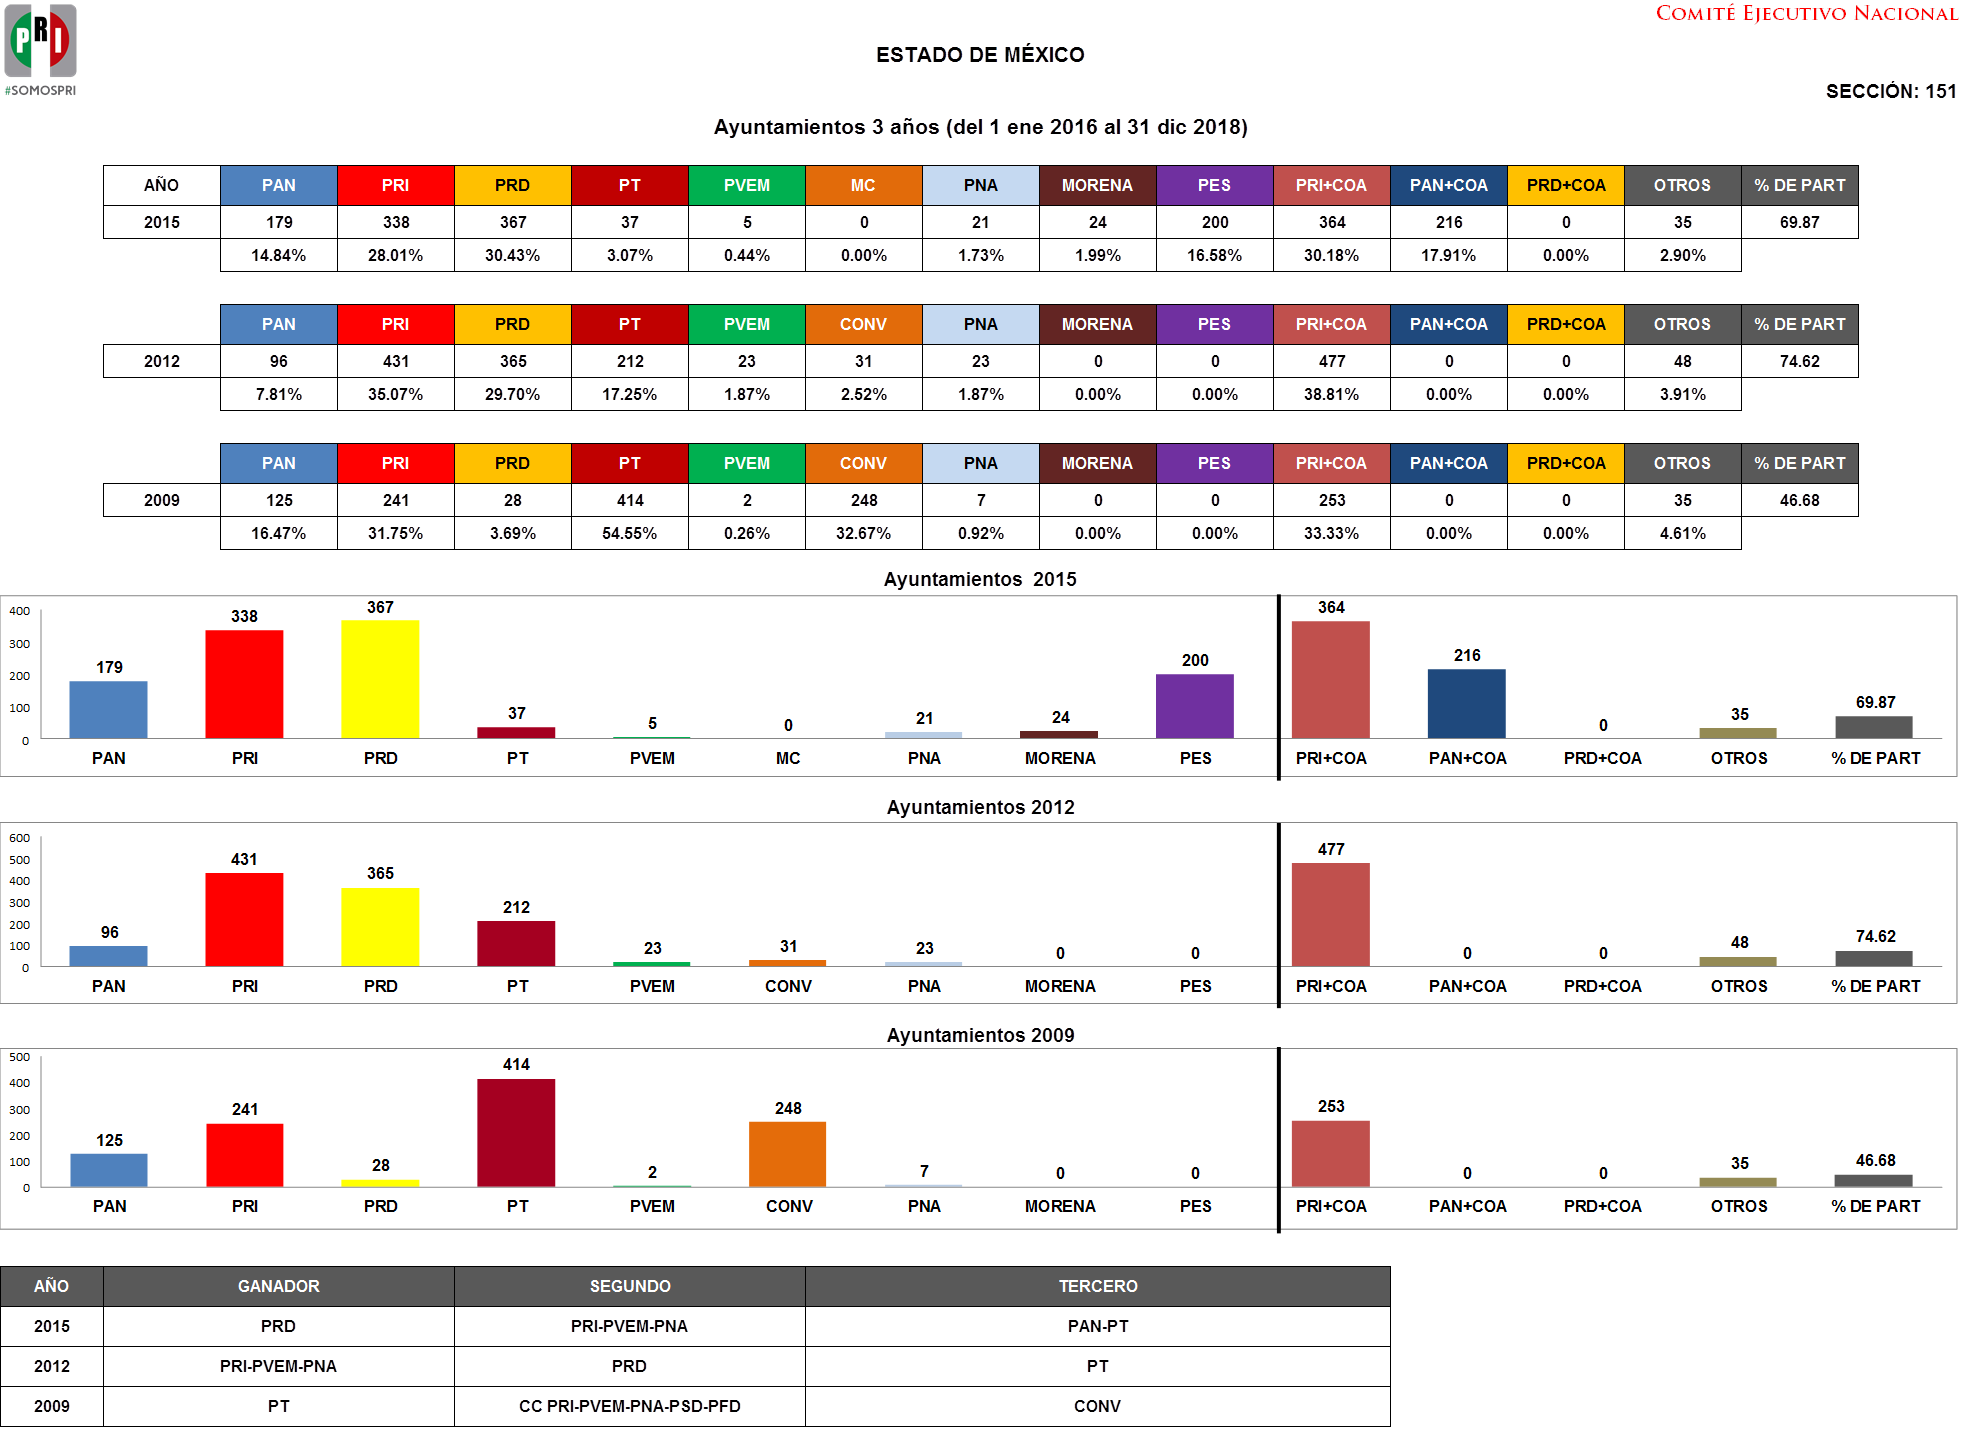 PRI
#SOMOSPRI
COMITÉ EJECUTIVO NACIONAL
ESTADO DE MÉXICO
SECCIÓN: 151
Ayuntamientos 3 años (del 1 ene 2016 al 31 dic 2018)
AÑO PAN PRI PRD PT PVEM MC PNA MORENA PES PRI+COA PAN+COA PRD+COA OTROS % DE PART
2015 179 338 367 37 5 0 21 24 200 364 216 0 35 69.87
14.84% 28.01% 30.43% 3.07% 0.44% 0.00% 1.73% 1.99% 16.58% 30.18% 17.91% 0.00% 2.90%
PAN PRI PRD PT PVEM CONV PNA MORENA PES PRI+COA PAN+COA PRD+COA OTROS % DE PART
2012 96 431 365 212 23 31 23 0 0 477 0 0 48 74.62
7.81% 35.07% 29.70% 17.25% 1.87% 2.52% 1.87% 0.00% 0.00% 38.81% 0.00% 0.00% 3.91%
PAN PRI PRD PT PVEM CONV PNA MORENA PES PRI+COA PAN+COA PRD+COA OTROS % DE PART
2009 125 241 28 414 2 248 7 0 0 253 0 0 35 46.68
16.47% 31.75% 3.69% 54.55% 0.26% 32.67% 0.92% 0.00% 0.00% 33.33% 0.00% 0.00% 4.61%
Ayuntamientos 2015
400
300
200
100
0
179 338 367 37 5 0 21 24 200 364 216 0 35 69.87
PAN PRI PRD PT PVEM MC PNA MORENA PES PRI+COA PAN+COA PRD+COA OTROS % DE PART
Ayuntamientos 2012
600
500
400
300
200
100
0
96 431 365 212 23 31 23 0 0 477 0 0 48 74.62
PAN PRI PRD PT PVEM CONV PNA MORENA PES PRI+COA PAN+COA PRD+COA OTROS % DE PART
Ayuntamientos 2009
500
400
300
200
100
0
125 241 28 414 2 248 7 0 0 253 0 0 35 46.68
PAN PRI PRD PT PVEM CONV PNA MORENA PES PRI+COA PAN+COA PRD+COA OTROS % DE PART
AÑO GANADOR SEGUNDO TERCERO
2015 PRD PRI-PVEM-PNA PAN-PT
2012 PRI-PVEM-PNA PRD PT
2009 PT CC PRI-PVEM-PNA-PSD-PFD CONV